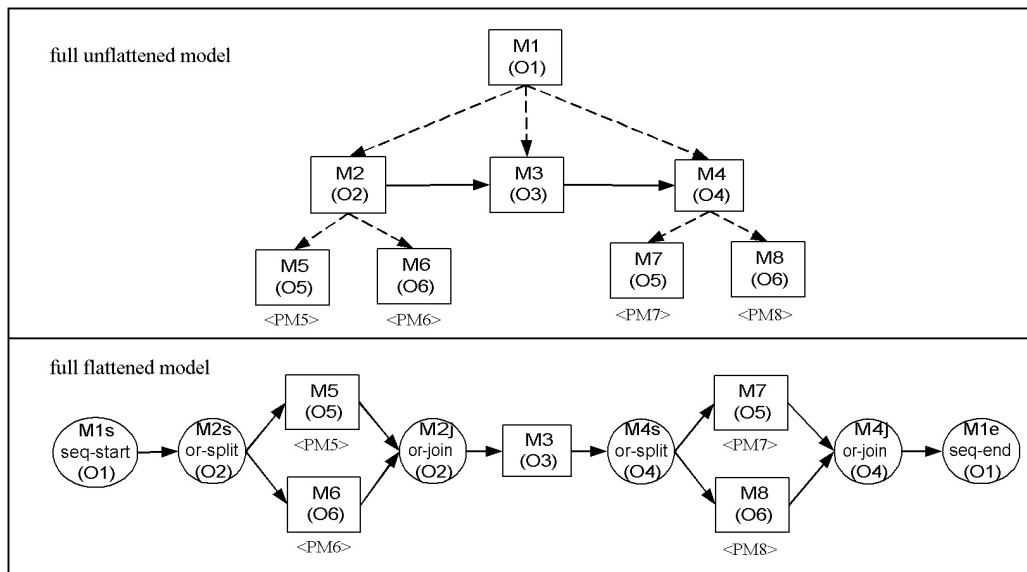 full unflattened model
M1
(O1)
M2
(O2)
M3
(O3)
M4
(O4)
M5
(O5)
M6
(O6)
M7
(O5)
M8
(O6)
<PM5>
<PM6>
<PM7>
<PM8>
full flattened model
M1s
seq-start
(O1)
M2s
or-split
(O2)
M5
(O5)
<PM5>
M6
(O6)
<PM6>
M2j
or-join
(O2)
M3
(O3)
M4s
or-split
(O4)
M7
(O5)
<PM7>
M8
(O6)
<PM8>
M4j
or-join
(O4)
M1e
seq-end
(O1)